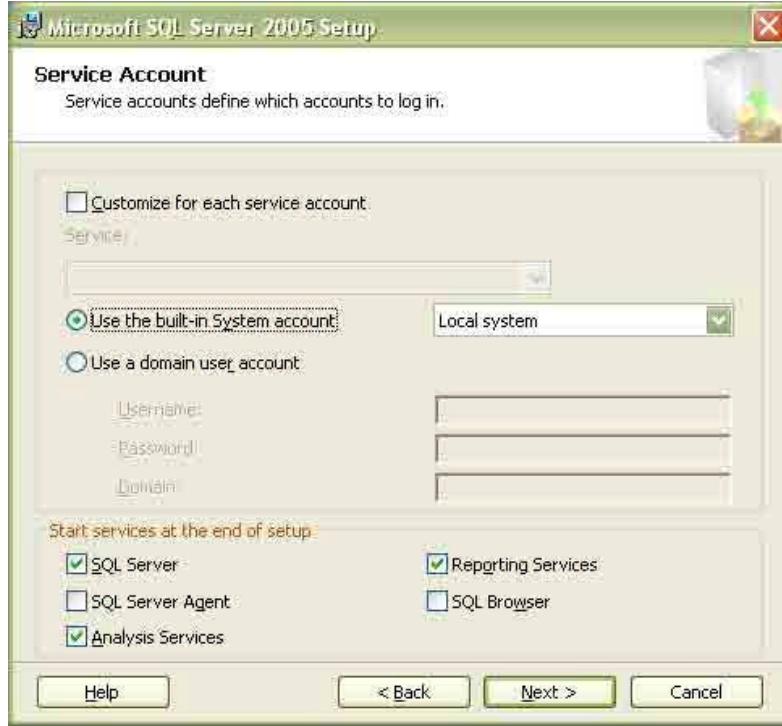 Microsoft SQL Server 2005 Setup
Service Account
Service accounts define which accounts to log in.
Customize for each service account
Service:
Use the built-in System account
Local system
Use a domain user account
Username:
Password:
Domain:
Start services at the end of setup
SQL Server
Reporting Services
SQL Server Agent
SQL Browser
Analysis Services
Help
< Back
Next >
Cancel